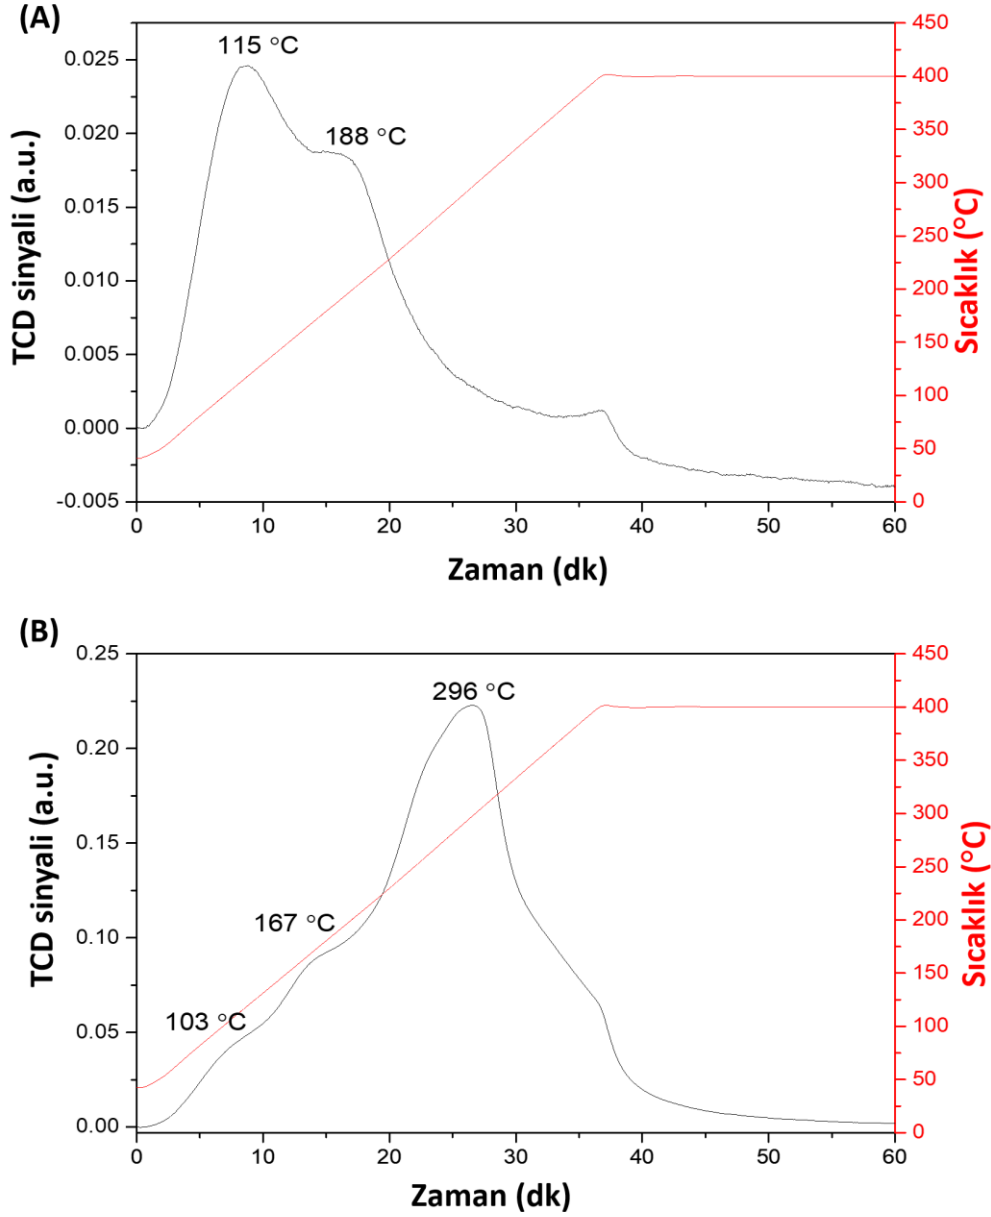 (A)
115 °C
188 °C
TCD sinyali (a.u.)
0.025
0.020
0.015
0.010
0.005
0.000
-0.005
450
400
350
300
250
200
150
100
50
0
Sıcaklık (°C)
0 10 20 30 40 50 60
Zaman (dk)
(B)
296 °C
167 °C
103 °C
TCD sinyali (a.u.)
0.25
0.20
0.15
0.10
0.05
0.00
450
400
350
300
250
200
150
100
50
0
Sıcaklık (°C)
0 10 20 30 40 50 60
Zaman (dk)